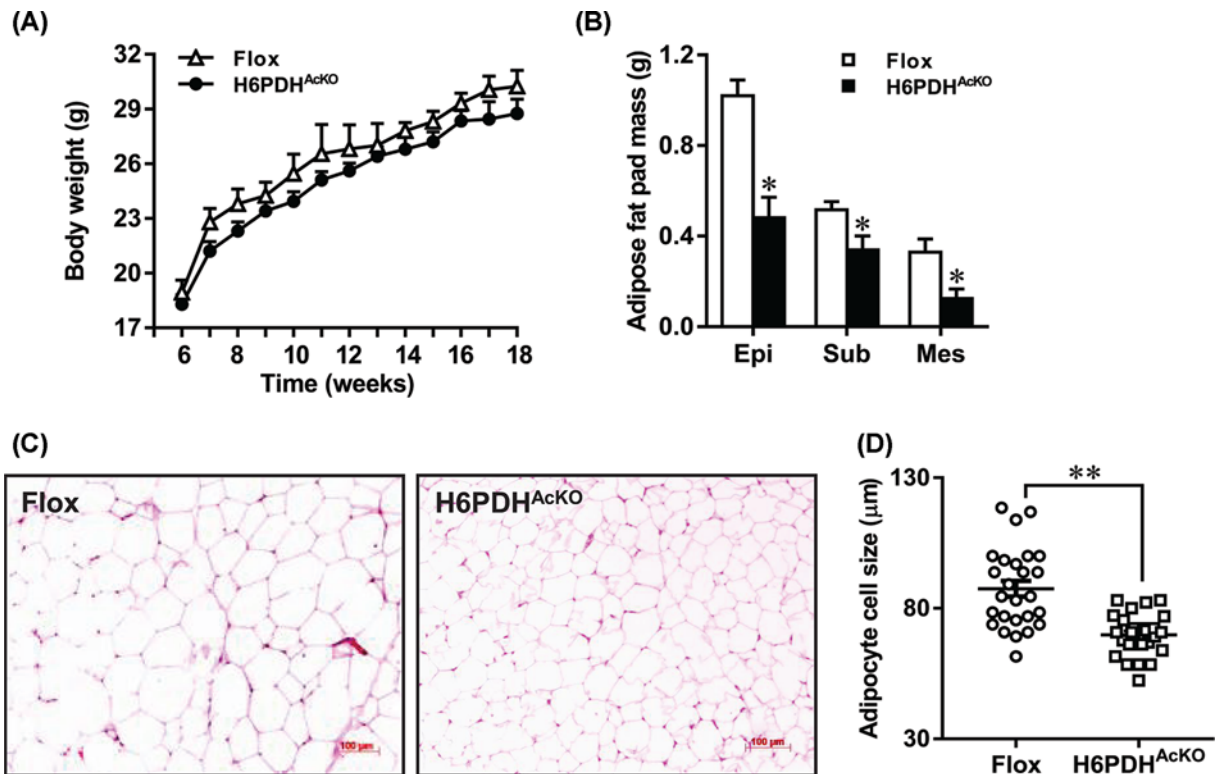 (A)
Flox
H6PDH^AcKO
Body weight (g)
32
29
26
23
20
17
6 8 10 12 14 16 18
Time (weeks)
(B)
Flox
H6PDH^AcKO
Adipose fat pad mass (g)
1.2
0.8
0.4
0.0
*
*
*
Epi Sub Mes
(C)
Flox
100 μm
H6PDH^AcKO
100 μm
(D)
Adipocyte cell size (μm)
130
80
30
**
Flox H6PDH^AcKO